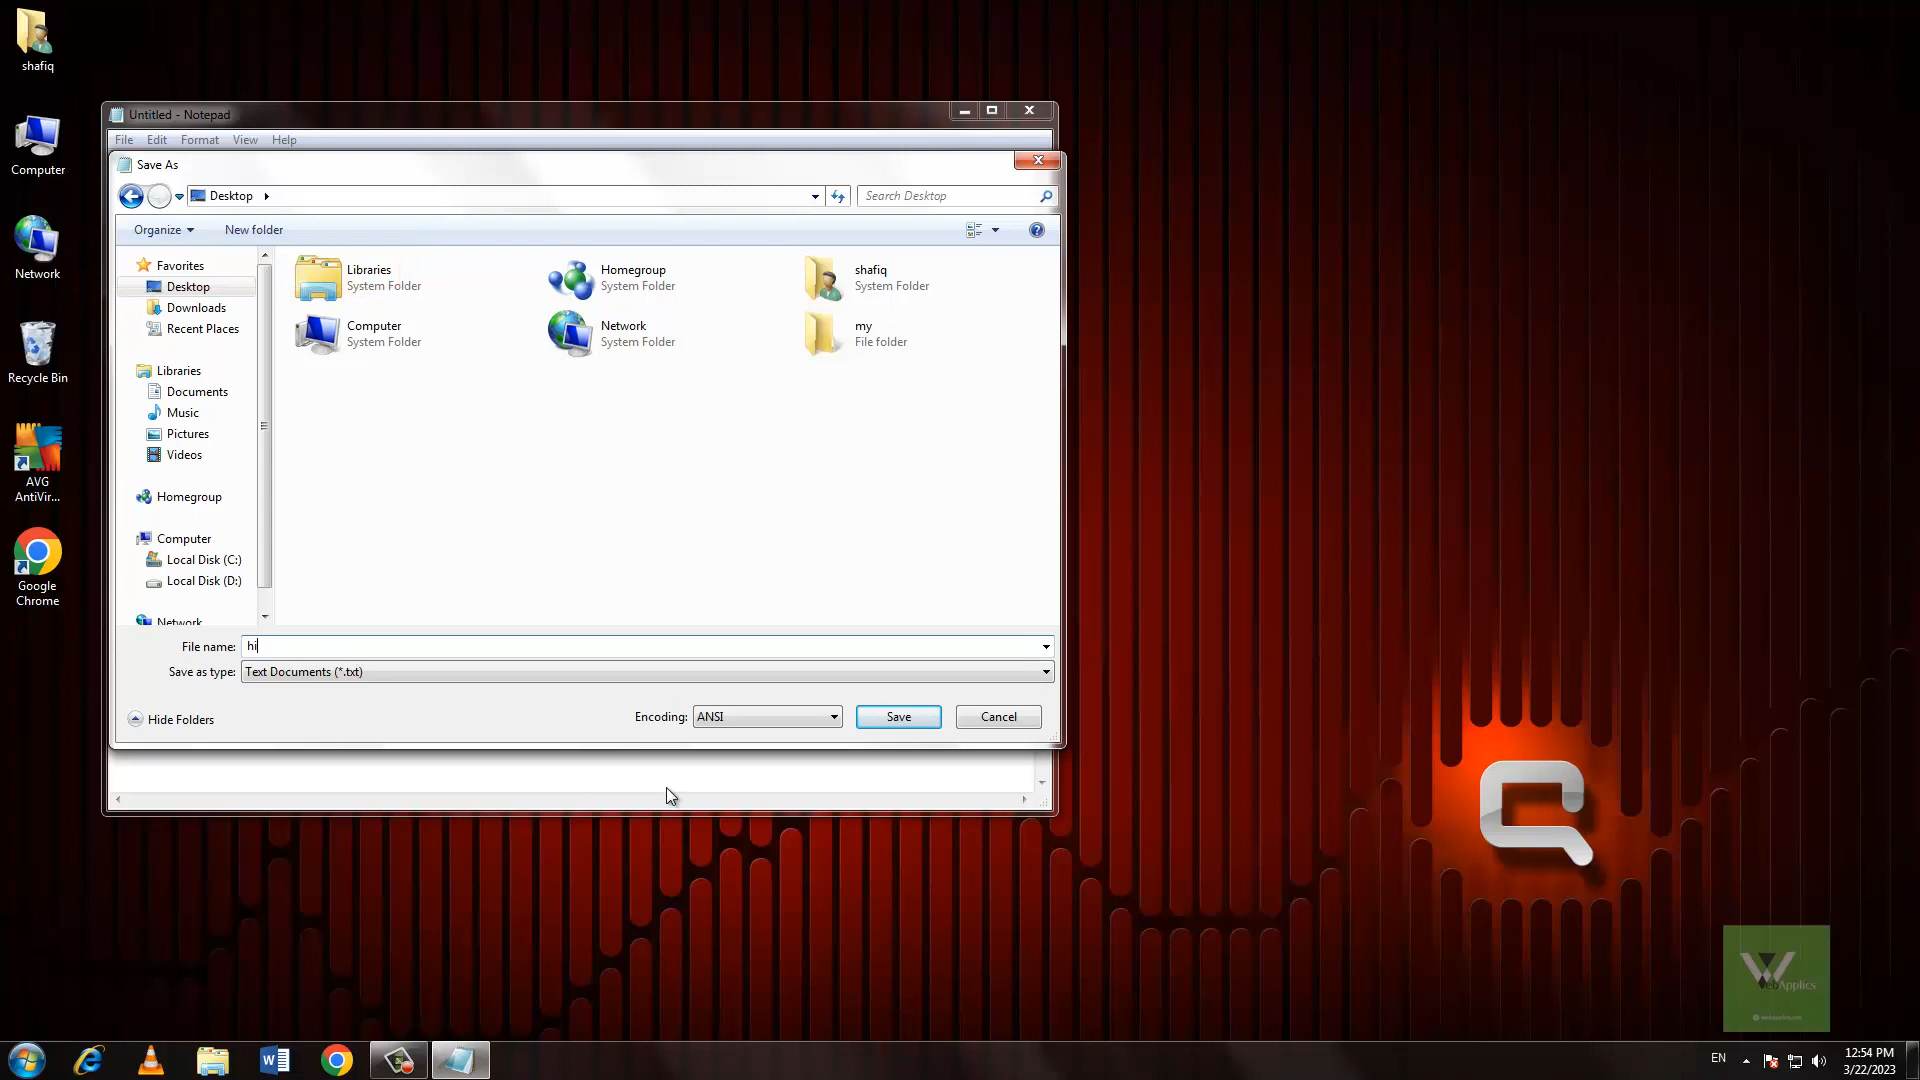 shafiq
Computer
Network
Recycle Bin
AVG
AntiVir...
Google
Chrome
Untitled - Notepad
File Edit Format View Help
Save As
Desktop
Search Desktop
Organize
New folder
Favorites
Desktop
Downloads
Recent Places
Libraries
Documents
Music
Pictures
Videos
Homegroup
Computer
Local Disk (C:)
Local Disk (D:)
Network
Libraries
System Folder
Homegroup
System Folder
shafiq
System Folder
Computer
System Folder
Network
System Folder
my
File folder
File name: hi
Save as type: Text Documents (*.txt)
Hide Folders
Encoding: ANSI
Save
Cancel
WebApplics
EN
12:54 PM
3/22/2023